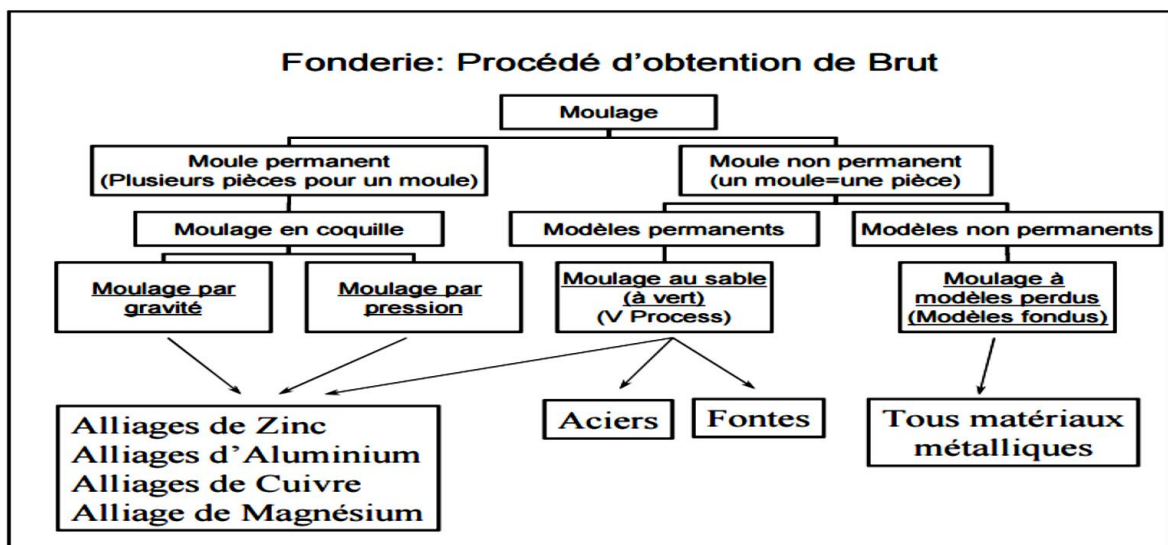 Fonderie: Procédé d'obtention de Brut
Moulage
Moule permanent
(Plusieurs pièces pour un moule)
Moule non permanent
(un moule=une pièce)
Moulage en coquille
Modèles permanents
Modèles non permanents
Moulage par
gravité
Moulage par
pression
Moulage au sable
(à vert)
(V Process)
Moulage à
modèles perdus
(Modèles fondus)
Alliages de Zinc
Alliages d'Aluminium
Alliages de Cuivre
Alliage de Magnésium
Aciers
Fontes
Tous matériaux
métalliques